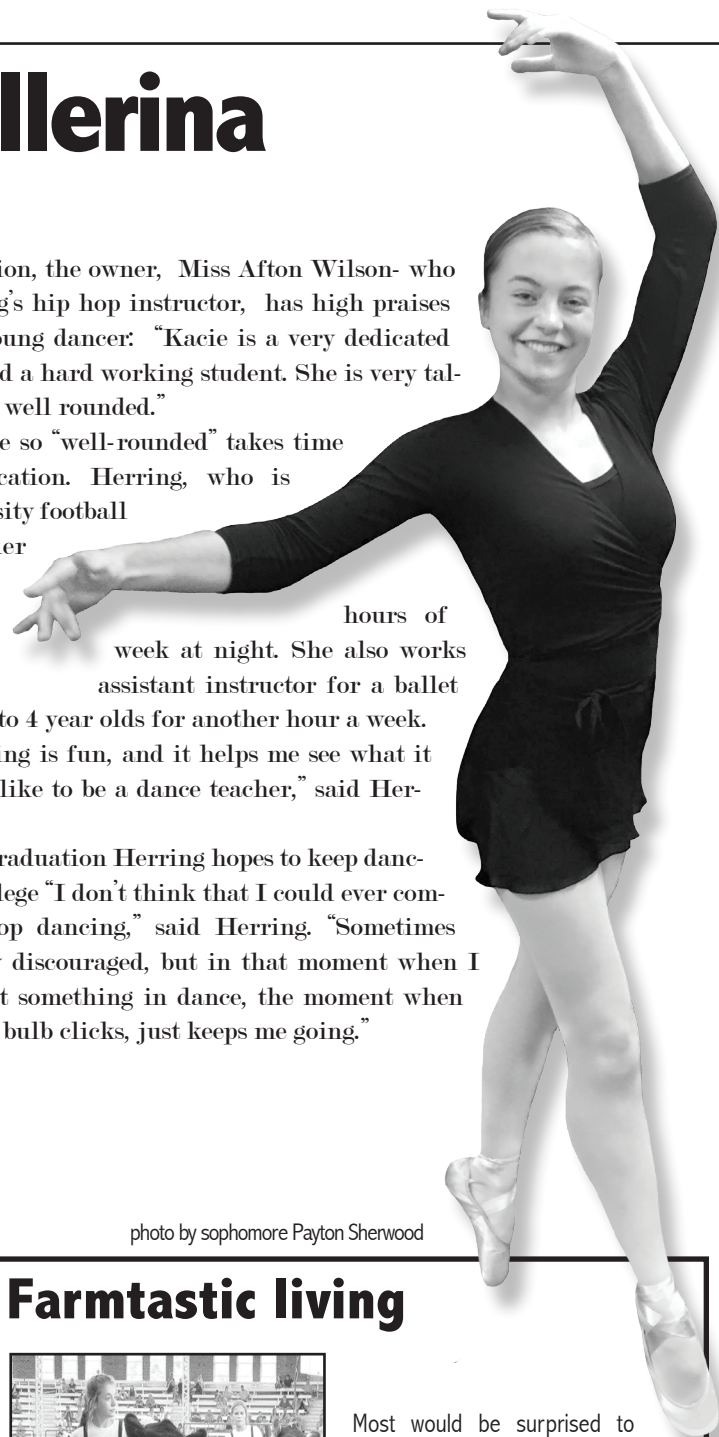 llerina
ion, the owner, Miss Afton Wilson- who
g's hip hop instructor, has high praises
oung dancer: “Kacie is a very dedicated
d a hard working student. She is very tal-
well rounded.”
e so “well-rounded” takes time
cation. Herring, who is
sity football
er
hours of
week at night. She also works
assistant instructor for a ballet
to 4 year olds for another hour a week.
ing is fun, and it helps me see what it
like to be a dance teacher,” said Her-
raduation Herring hopes to keep danc-
lege “I don’t think that I could ever com-
op dancing,” said Herring. “Sometimes
discouraged, but in that moment when I
t something in dance, the moment when
bulb clicks, just keeps me going.”
photo by sophomore Payton Sherwood
Farmtastic living
Most would be surprised to